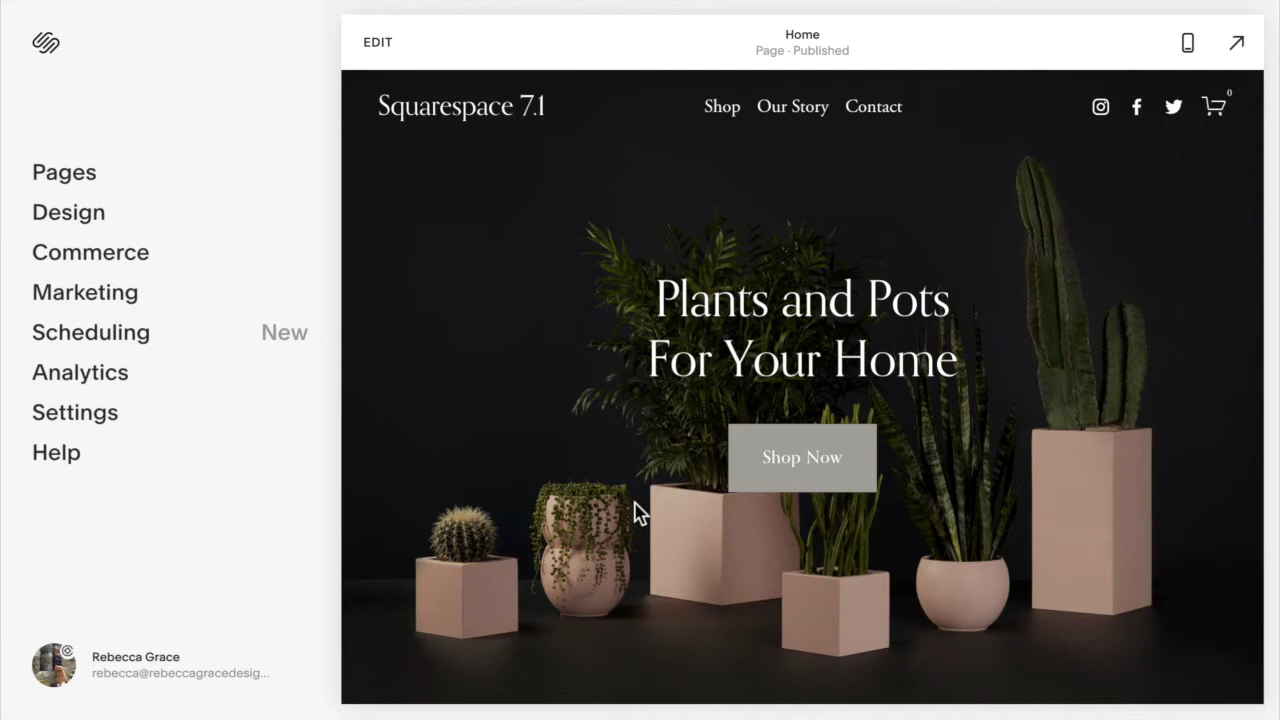 EDIT
Home
Page · Published
Squarespace 7.1
Shop Our Story Contact
0
Pages
Design
Commerce
Marketing
Scheduling New
Analytics
Settings
Help
Plants and Pots
For Your Home
Shop Now
Rebecca Grace
rebecca@rebeccagracedesig...